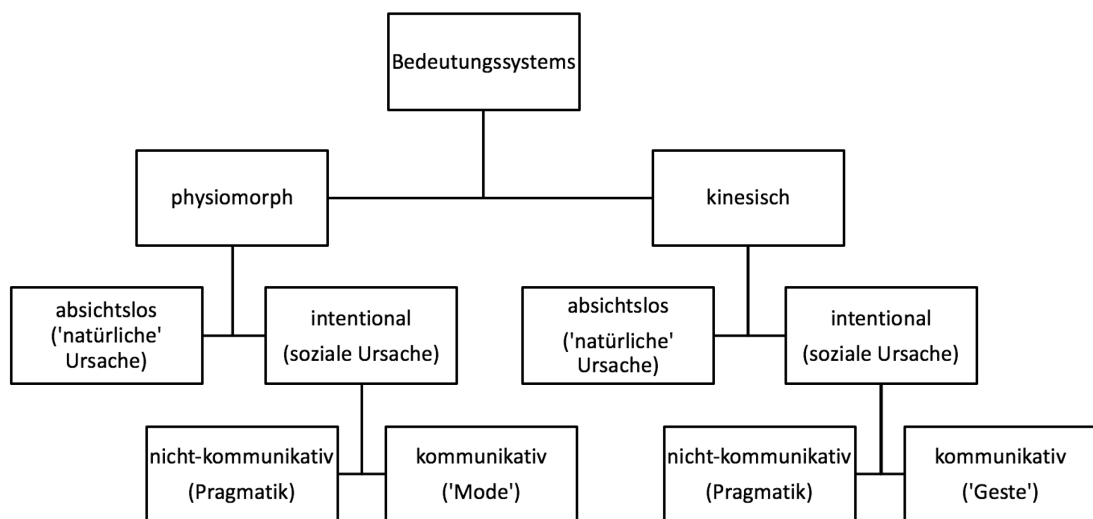 Bedeutungssystems
physiomorph
kinesisch
absichtslos
('natürliche'
Ursache)
intentional
(soziale Ursache)
absichtslos
('natürliche'
Ursache)
intentional
(soziale Ursache)
nicht-kommunikativ
(Pragmatik)
kommunikativ
('Mode')
nicht-kommunikativ
(Pragmatik)
kommunikativ
('Geste')